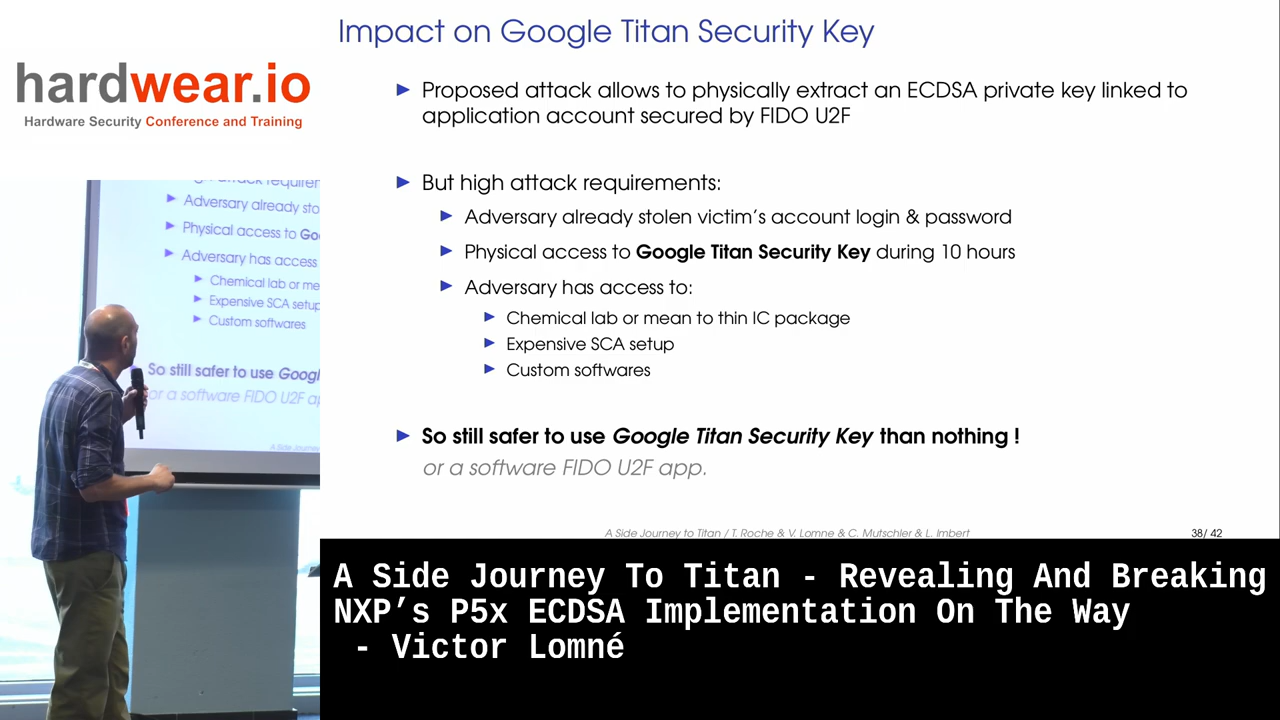 Impact on Google Titan Security Key
hardwear.io
Hardware Security Conference and Training
► Proposed attack allows to physically extract an ECDSA private key linked to
application account secured by FIDO U2F
► But high attack requirements:
► Adversary already stolen victim's account login & password
► Physical access to Google Titan Security Key during 10 hours
► Adversary has access to:
► Chemical lab or mean to thin IC package
► Expensive SCA setup
► Custom softwares
► So still safer to use Google Titan Security Key than nothing !
or a software FIDO U2F app.
A Side Journey to Titan / T. Roche & V. Lomne & C. Mutschler & L. Imbert
38/ 42
► Adversary already sto
► Physical access to Go
► Adversary has access
► Chemical lab or me
► Expensive SCA setup
► Custom softwares
So still safer to use Googl
or a software FIDO U2F ap
A Side Journey
A Side Journey To Titan - Revealing And Breaking
NXP’s P5x ECDSA Implementation On The Way
- Victor Lomné